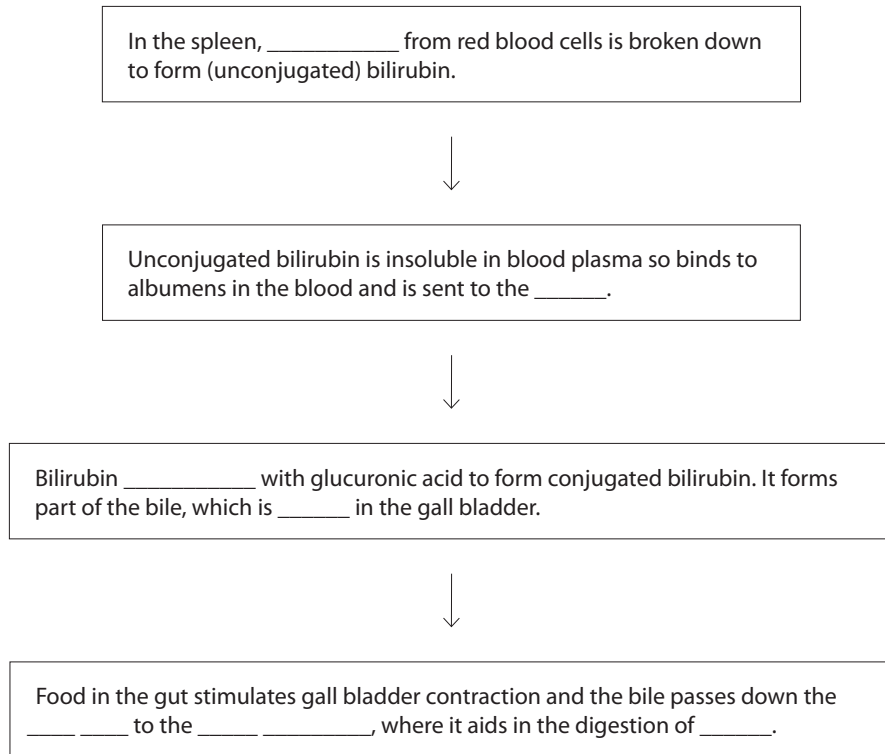 In the spleen, ___________ from red blood cells is broken down
to form (unconjugated) bilirubin.
Unconjugated bilirubin is insoluble in blood plasma so binds to
albumens in the blood and is sent to the ______.
Bilirubin ___________ with glucuronic acid to form conjugated bilirubin. It forms
part of the bile, which is ______ in the gall bladder.
Food in the gut stimulates gall bladder contraction and the bile passes down the
____ ____ to the _____ _________, where it aids in the digestion of ______.